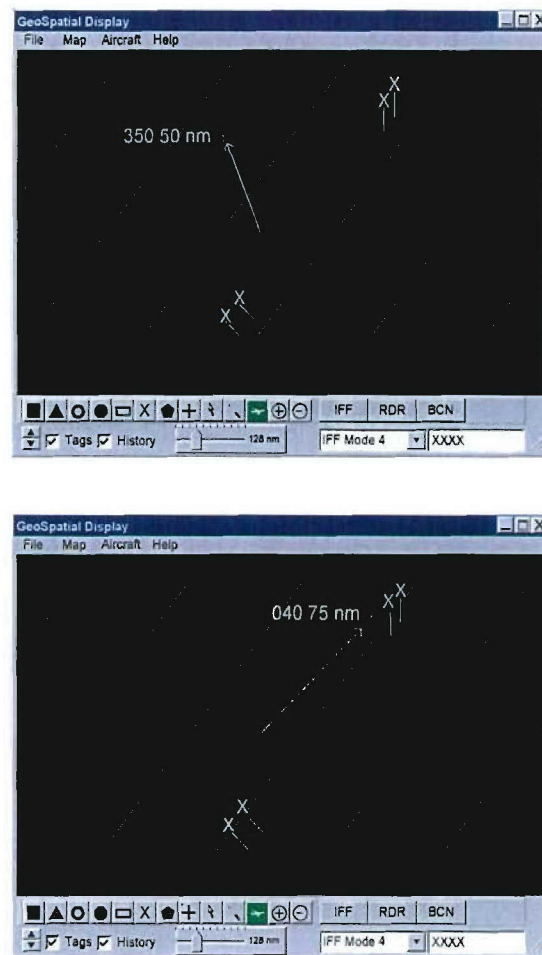 GeoSpatial Display
File Map Aircraft Help
X
X
350 50 nm
X
X
X
128 nm
IFF RDR BCN
Tags History
IFF Mode 4 XXXX
GeoSpatial Display
File Map Aircraft Help
X
X
040 75 nm
X
X
X
IFF RDR BCN
Tags History 128 nm
IFF Mode 4 XXXX